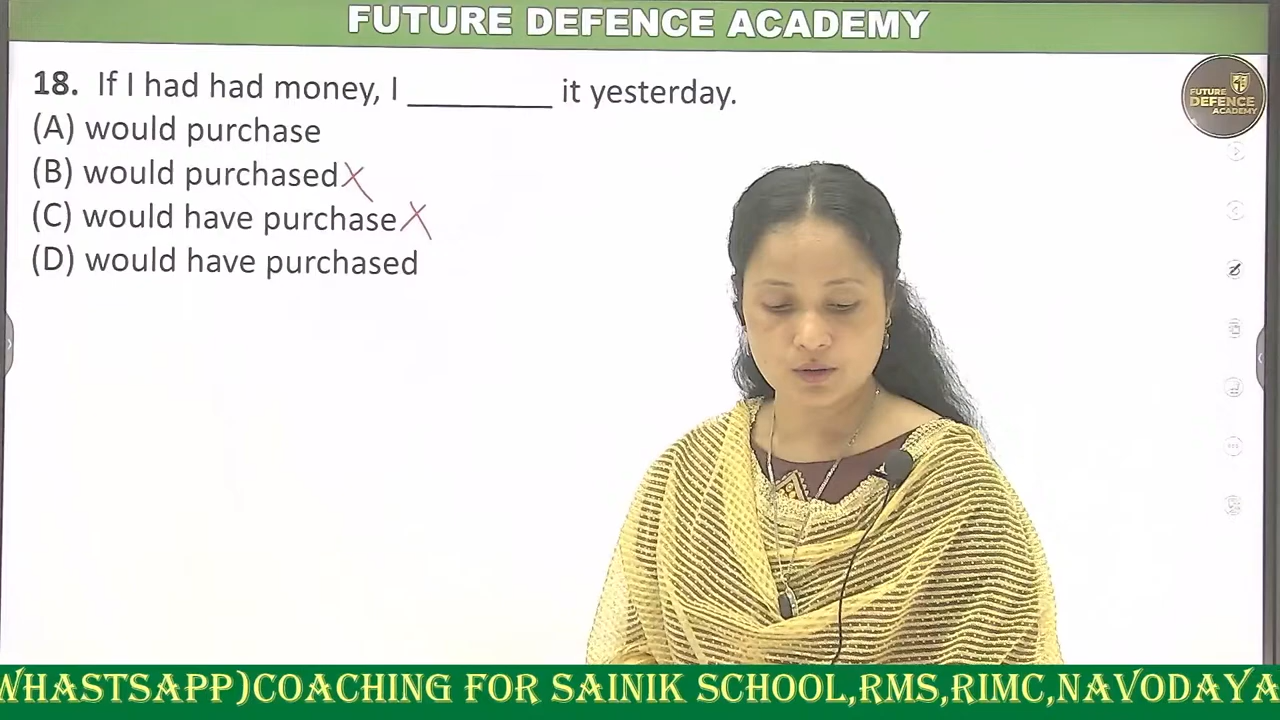 FUTURE DEFENCE ACADEMY
18. If I had had money, I ________ it yesterday.
(A) would purchase
(B) would purchased
(C) would have purchase
(D) would have purchased
FUTURE
DEFENCE
ACADEMY
WHASTSAPP)COACHING FOR SAINIK SCHOOL,RMS,RIMC,NAVODAYA